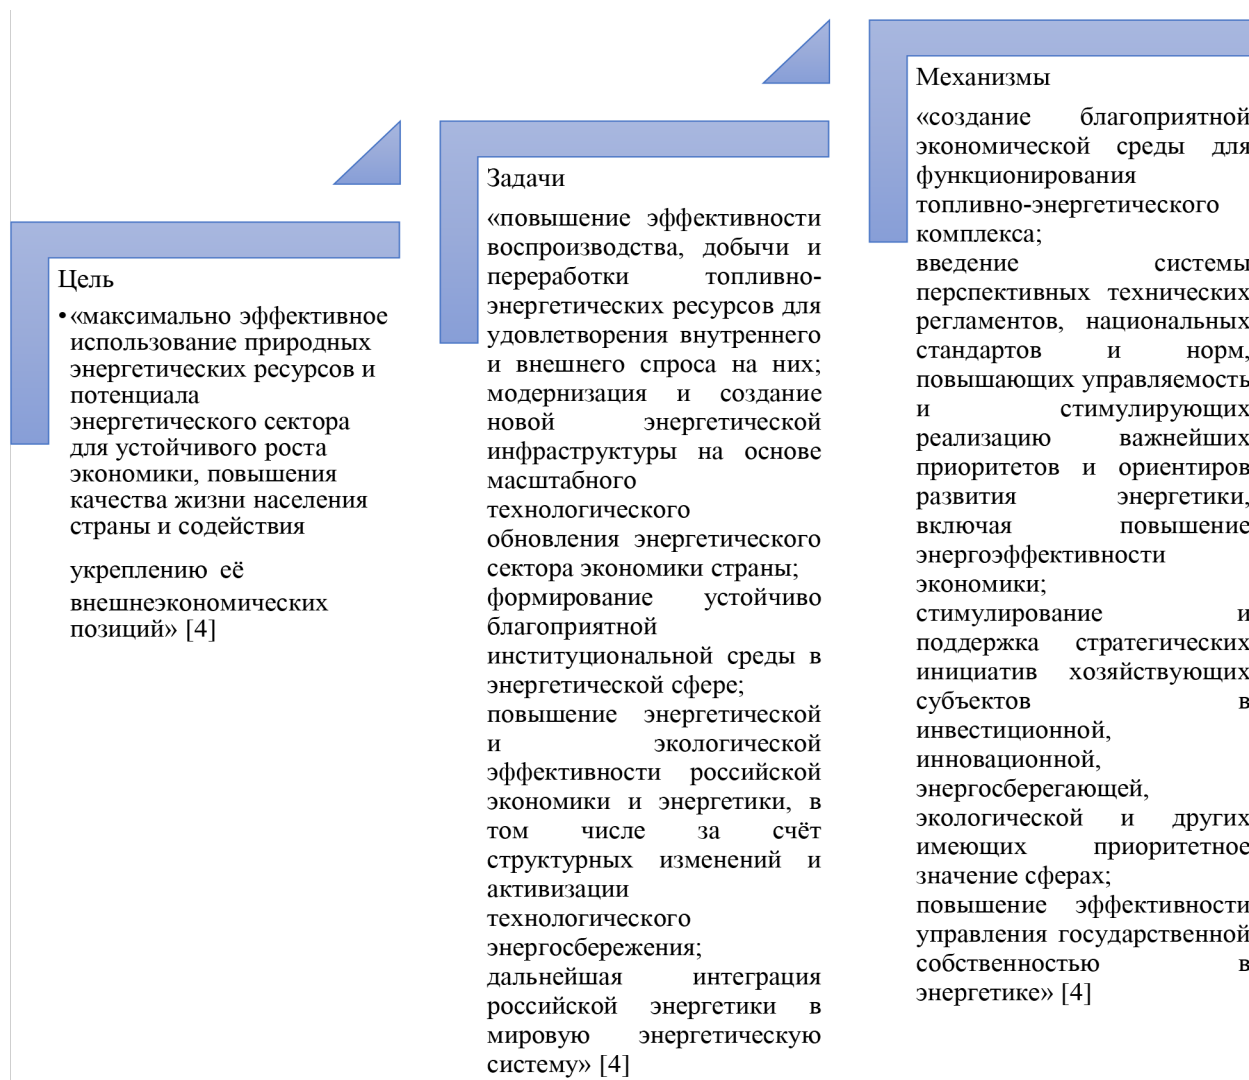 Цель
•«максимально эффективное
использование природных
энергетических ресурсов и
потенциала
энергетического сектора
для устойчивого роста
экономики, повышения
качества жизни населения
страны и содействия
укреплению её
внешнеэкономических
позиций» [4]
Задачи
«повышение эффективности
воспроизводства, добычи и
переработки топливно-
энергетических ресурсов для
удовлетворения внутреннего
и внешнего спроса на них;
модернизация и создание
новой энергетической
инфраструктуры на основе
масштабного
технологического
обновления энергетического
сектора экономики страны;
формирование устойчиво
благоприятной
институциональной среды в
энергетической сфере;
повышение энергетической
и экологической
эффективности российской
экономики и энергетики, в
том числе за счёт
структурных изменений и
активизации
технологического
энергосбережения;
дальнейшая интеграция
российской энергетики в
мировую энергетическую
систему» [4]
Механизмы
«создание благоприятной
экономической среды для
функционирования
топливно-энергетического
комплекса;
введение системы
перспективных технических
регламентов, национальных
стандартов и норм,
повышающих управляемость
и стимулирующих
реализацию важнейших
приоритетов и ориентиров
развития энергетики,
включая повышение
энергоэффективности
экономики;
стимулирование и
поддержка стратегических
инициатив хозяйствующих
субъектов в
инвестиционной,
инновационной,
энергосберегающей,
экологической и других
имеющих приоритетное
значение сферах;
повышение эффективности
управления государственной
собственностью в
энергетике» [4]